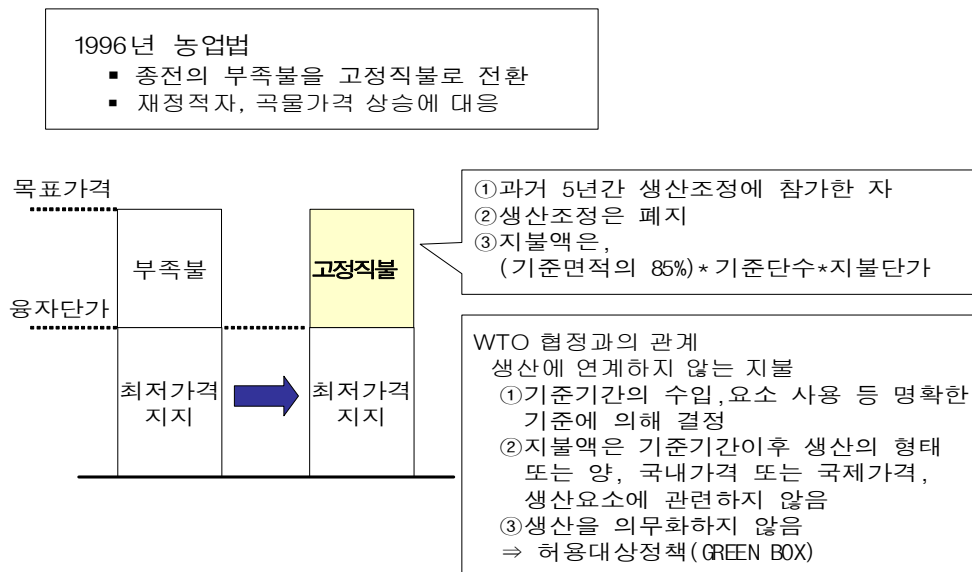 1996년 농업법
▪ 종전의 부족불을 고정직불로 전환
▪ 재정적자, 곡물가격 상승에 대응
목표가격
부족불
고정직불
융자단가
최저가격
지지
최저가격
지지
①과거 5년간 생산조정에 참가한 자
②생산조정은 폐지
③지불액은,
(기준면적의 85%)*기준단수*지불단가
WTO 협정과의 관계
생산에 연계하지 않는 지불
①기준기간의 수입,요소 사용 등 명확한
기준에 의해 결정
②지불액은 기준기간이후 생산의 형태
또는 양, 국내가격 또는 국제가격,
생산요소에 관련하지 않음
③생산을 의무화하지 않음
⇒ 허용대상정책(GREEN BOX)